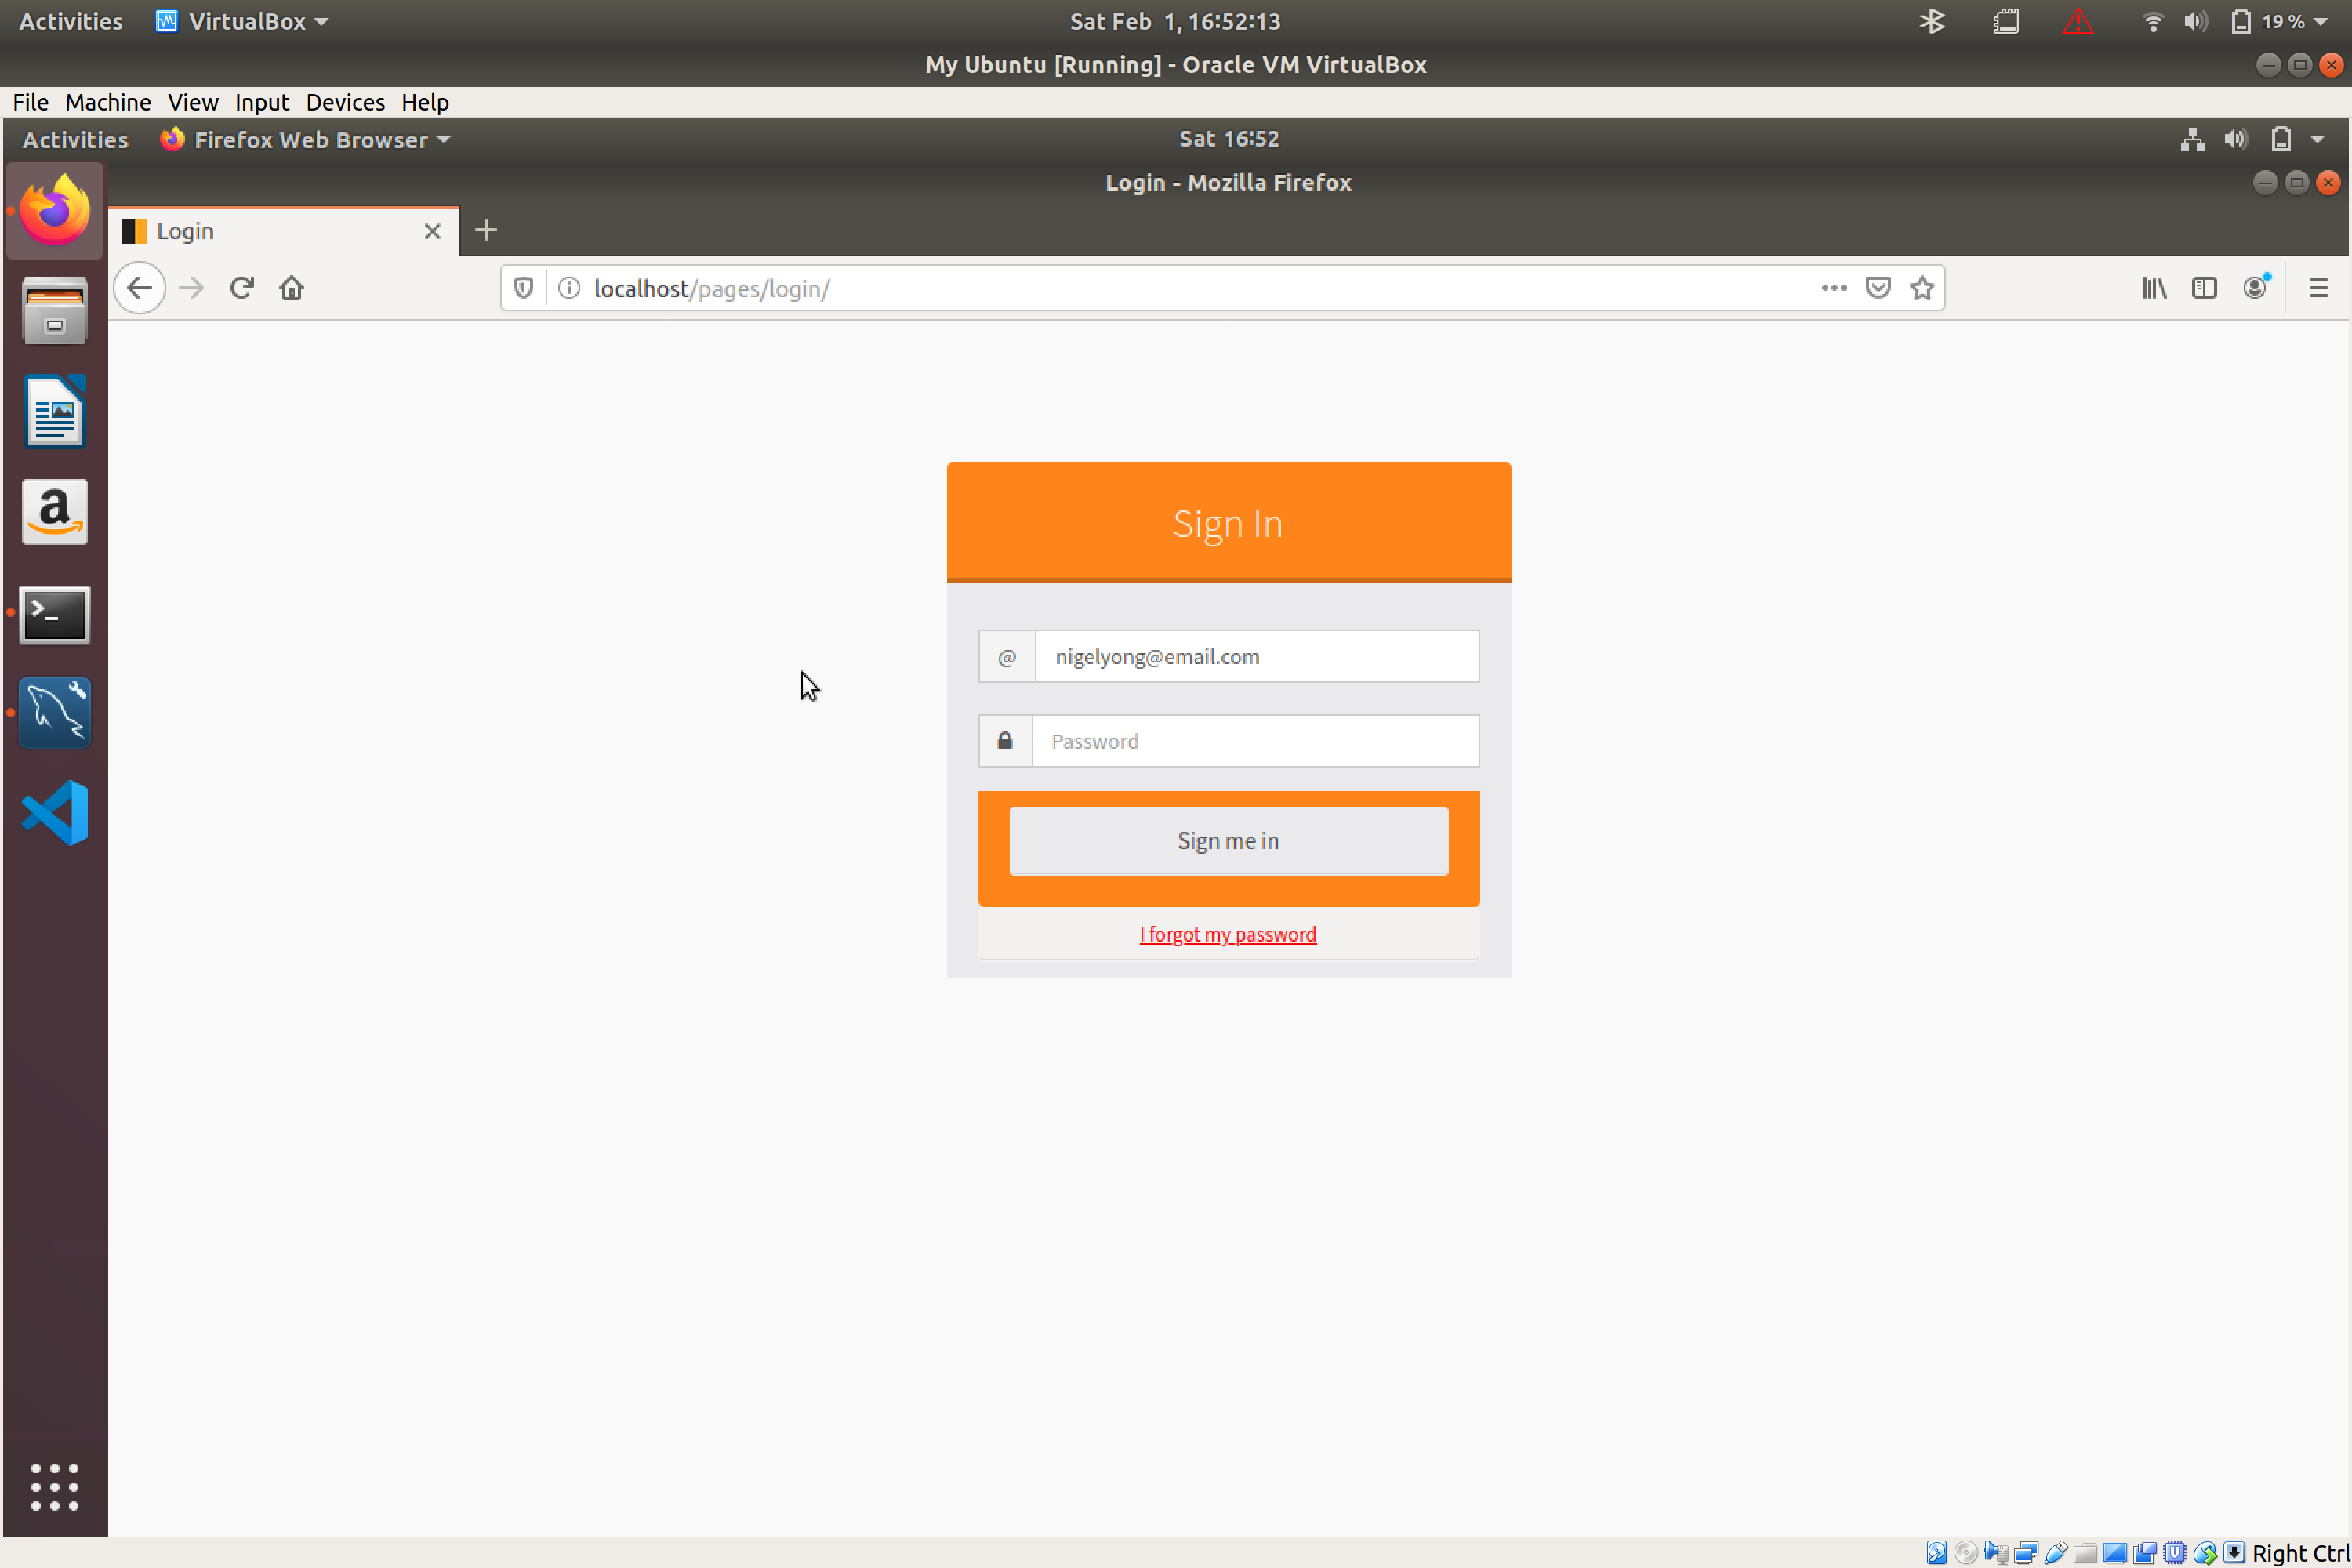 Activities VirtualBox Sat Feb 1, 16:52:13 19 %
My Ubuntu [Running] - Oracle VM VirtualBox
File Machine View Input Devices Help
Activities Firefox Web Browser Sat 16:52
Login - Mozilla Firefox
Login
localhost/pages/login/
a
>_
Sign In
@ nigelyong@email.com
Password
Sign me in
I forgot my password
Right Ctrl